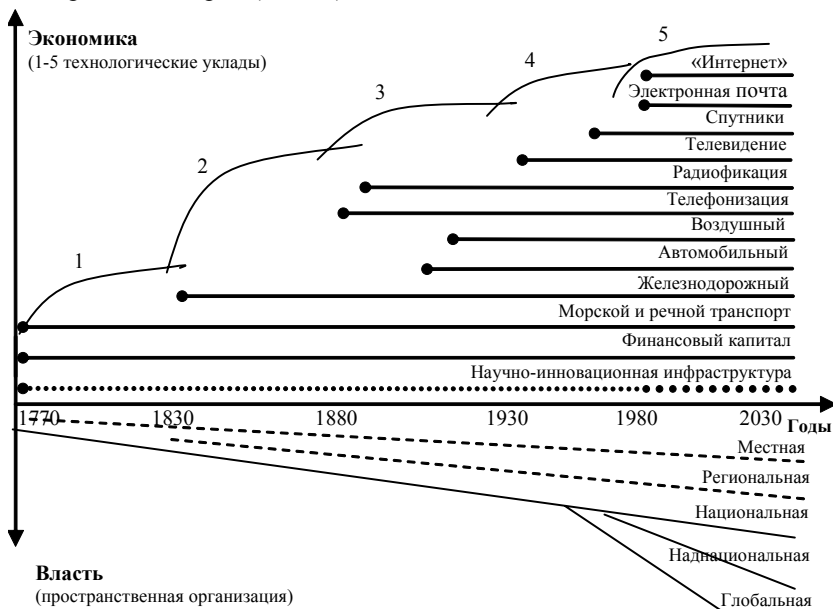 Экономика
(1-5 технологические уклады)
5
«Интернет»
4
Электронная почта
3
Спутники
Телевидение
2
Радиофикация
Телефонизация
Воздушный
1
Автомобильный
Железнодорожный
Морской и речной транспорт
Финансовый капитал
Научно-инновационная инфраструктура
1770 1830 1880 1930 1980 2030 Годы
Местная
Региональная
Национальная
Наднациональная
Власть
(пространственная организация)
Глобальная